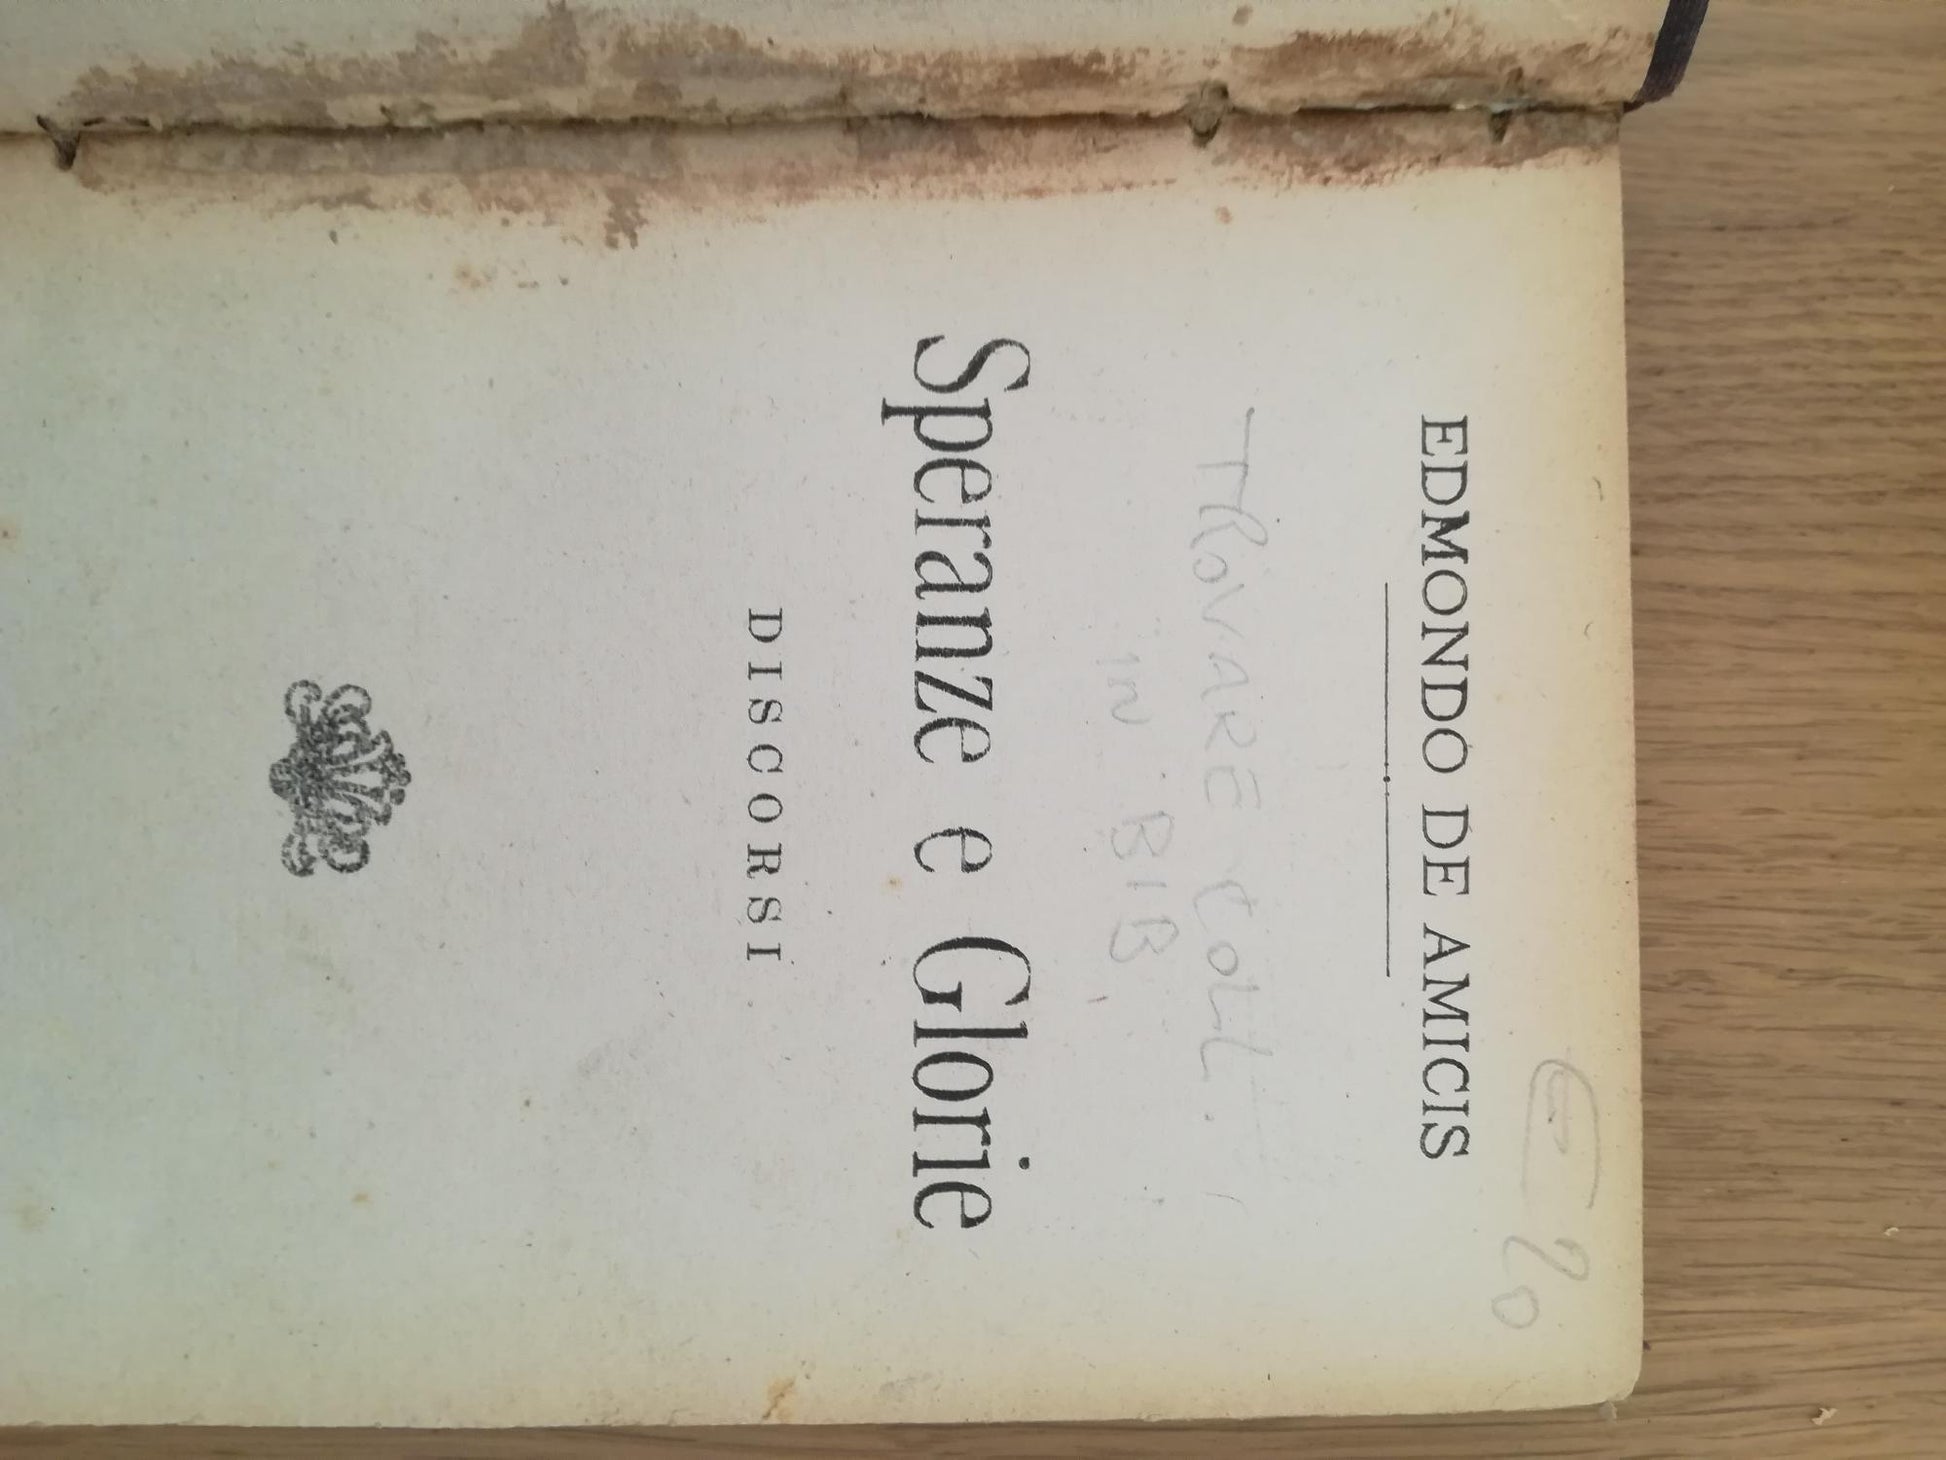 € 20
EDMONDO DE AMICIS
TROVARE COLL.
IN BIB.
Speranze e Glorie
DISCORSI